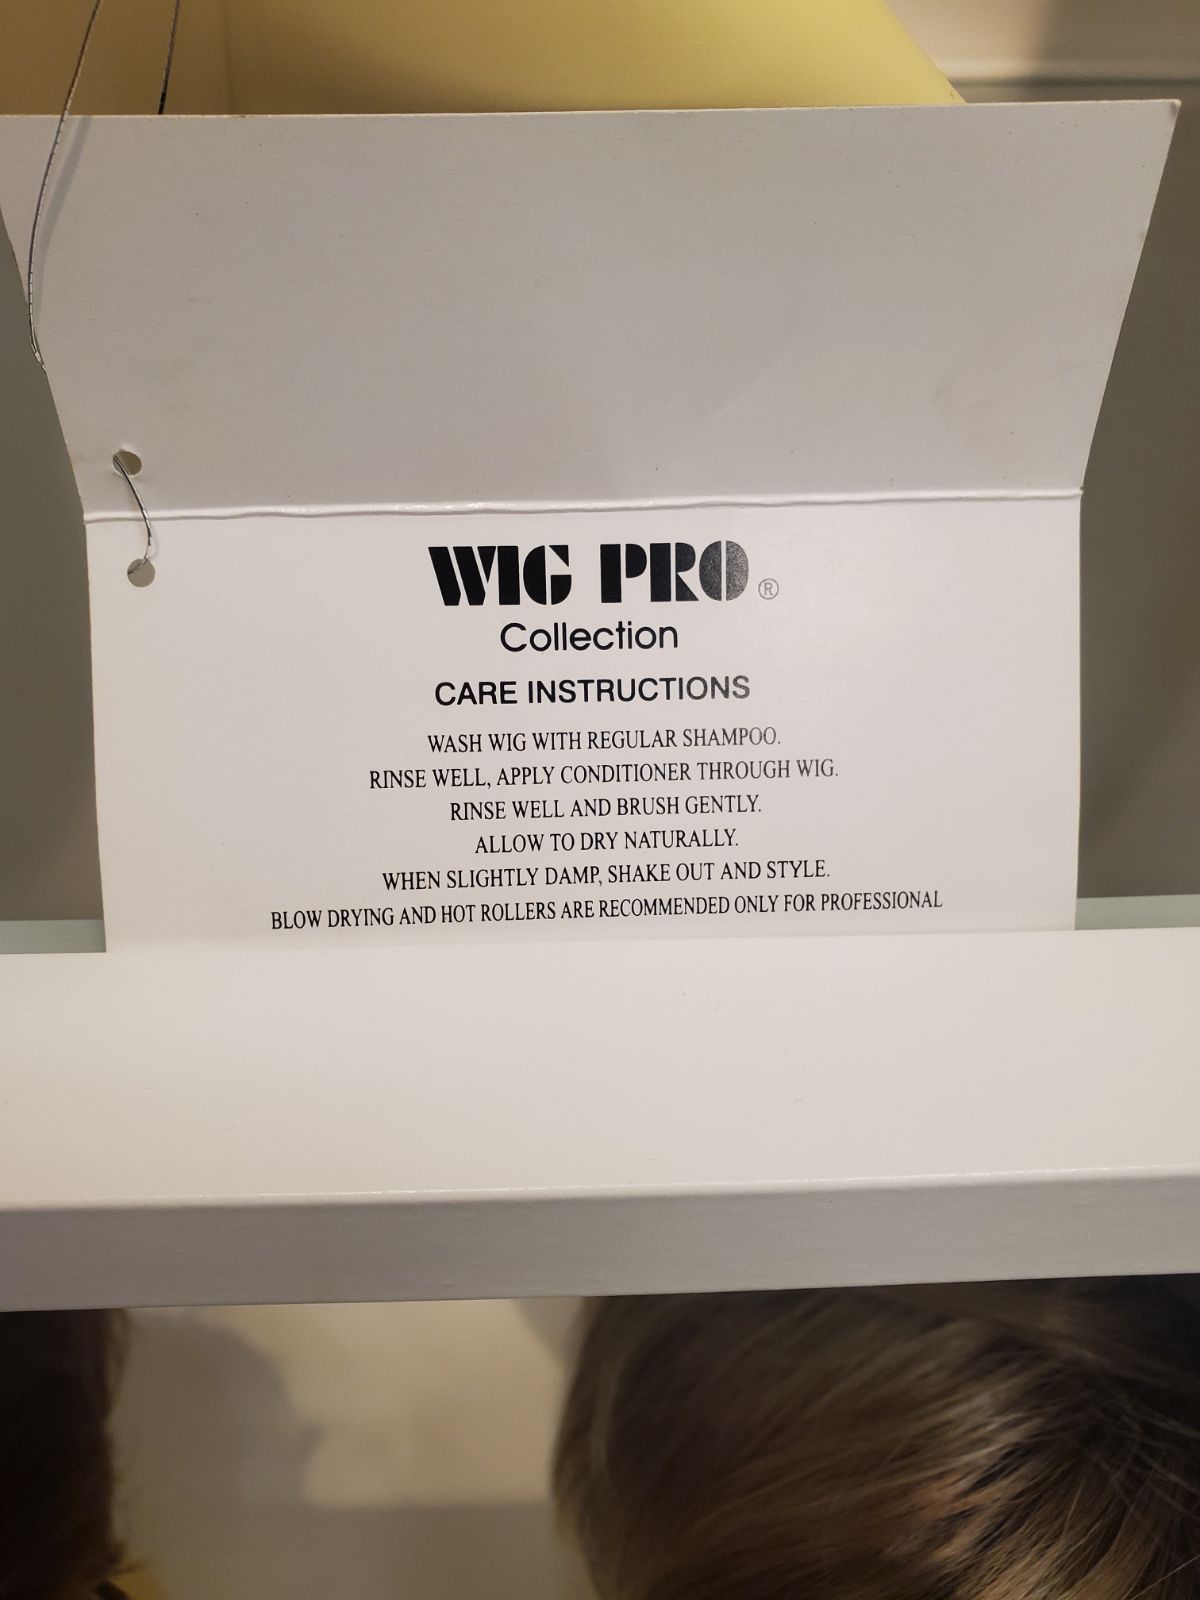 WIG PRO®
Collection
CARE INSTRUCTIONS
WASH WIG WITH REGULAR SHAMPOO.
RINSE WELL, APPLY CONDITIONER THROUGH WIG.
RINSE WELL AND BRUSH GENTLY.
ALLOW TO DRY NATURALLY.
WHEN SLIGHTLY DAMP, SHAKE OUT AND STYLE.
BLOW DRYING AND HOT ROLLERS ARE RECOMMENDED ONLY FOR PROFESSIONAL